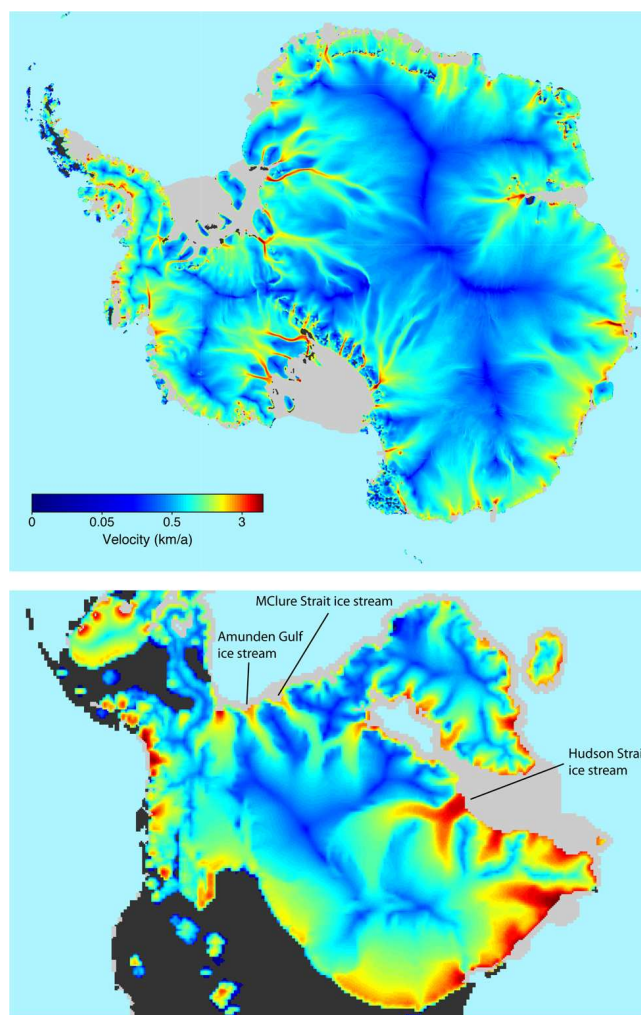 0 0.05 0.5 3
Velocity (km/a)
MClure Strait ice stream
Amunden Gulf
ice stream
Hudson Strai
ice stream